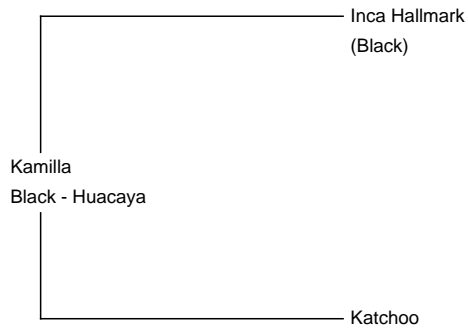 Inca Hallmark
(Black)
Kamilla
Black - Huacaya
Katchoo